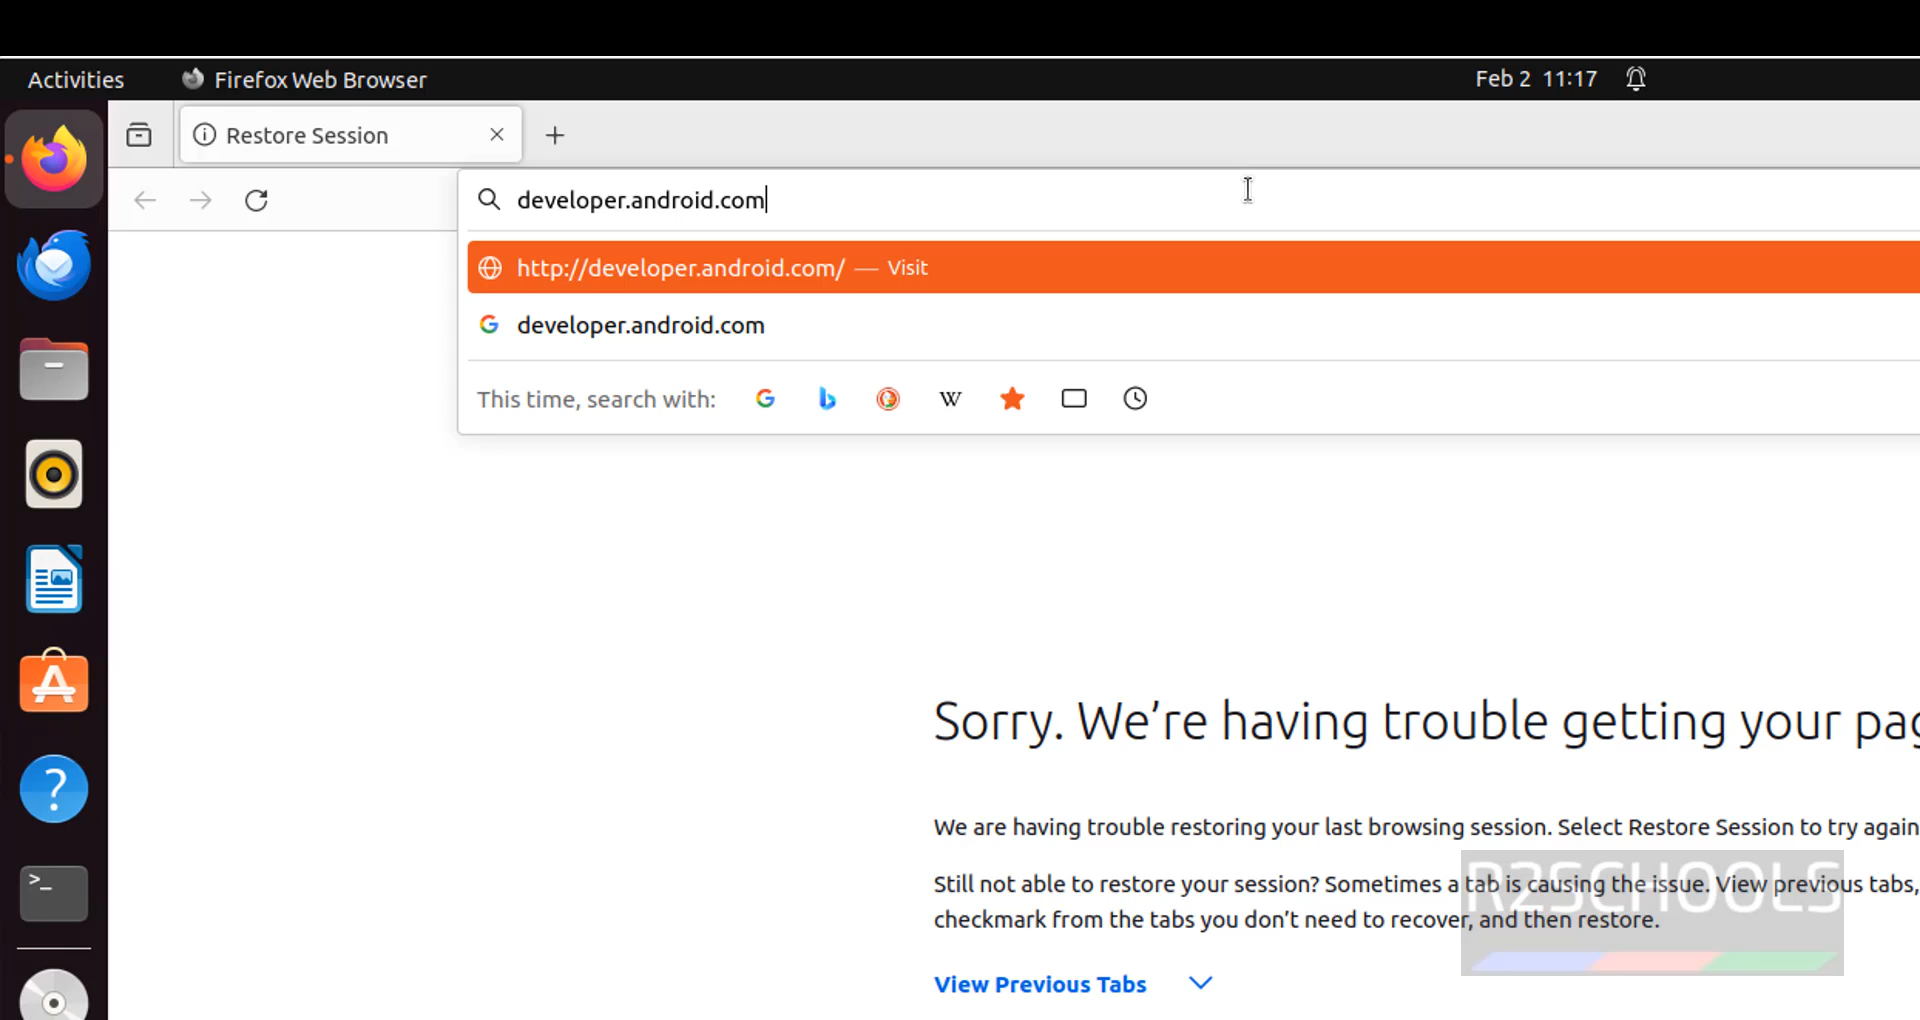 Activities
Firefox Web Browser
Feb 2 11:17
Restore Session
developer.android.com
http://developer.android.com/ — Visit
developer.android.com
This time, search with:
Sorry. We’re having trouble getting your pag
We are having trouble restoring your last browsing session. Select Restore Session to try again
Still not able to restore your session? Sometimes a tab is causing the issue. View previous tabs,
checkmark from the tabs you don’t need to recover, and then restore.
R2SCHOOLS
View Previous Tabs